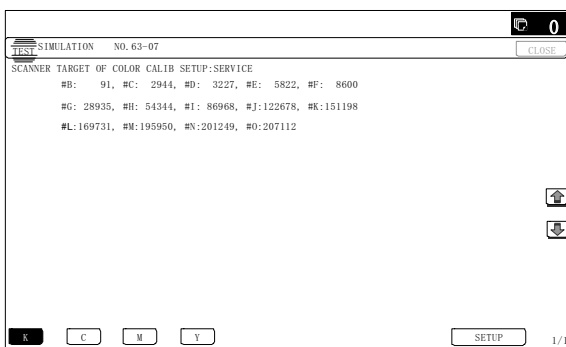 0
TEST SIMULATION NO.63-07
CLOSE
SCANNER TARGET OF COLOR CALIB SETUP:SERVICE
#B: 91, #C: 2944, #D: 3227, #E: 5822, #F: 8600
#G: 28935, #H: 54344, #I: 86968, #J:122678, #K:151198
#L:169731, #M:195950, #N:201249, #O:207112
K C M Y SETUP 1/1